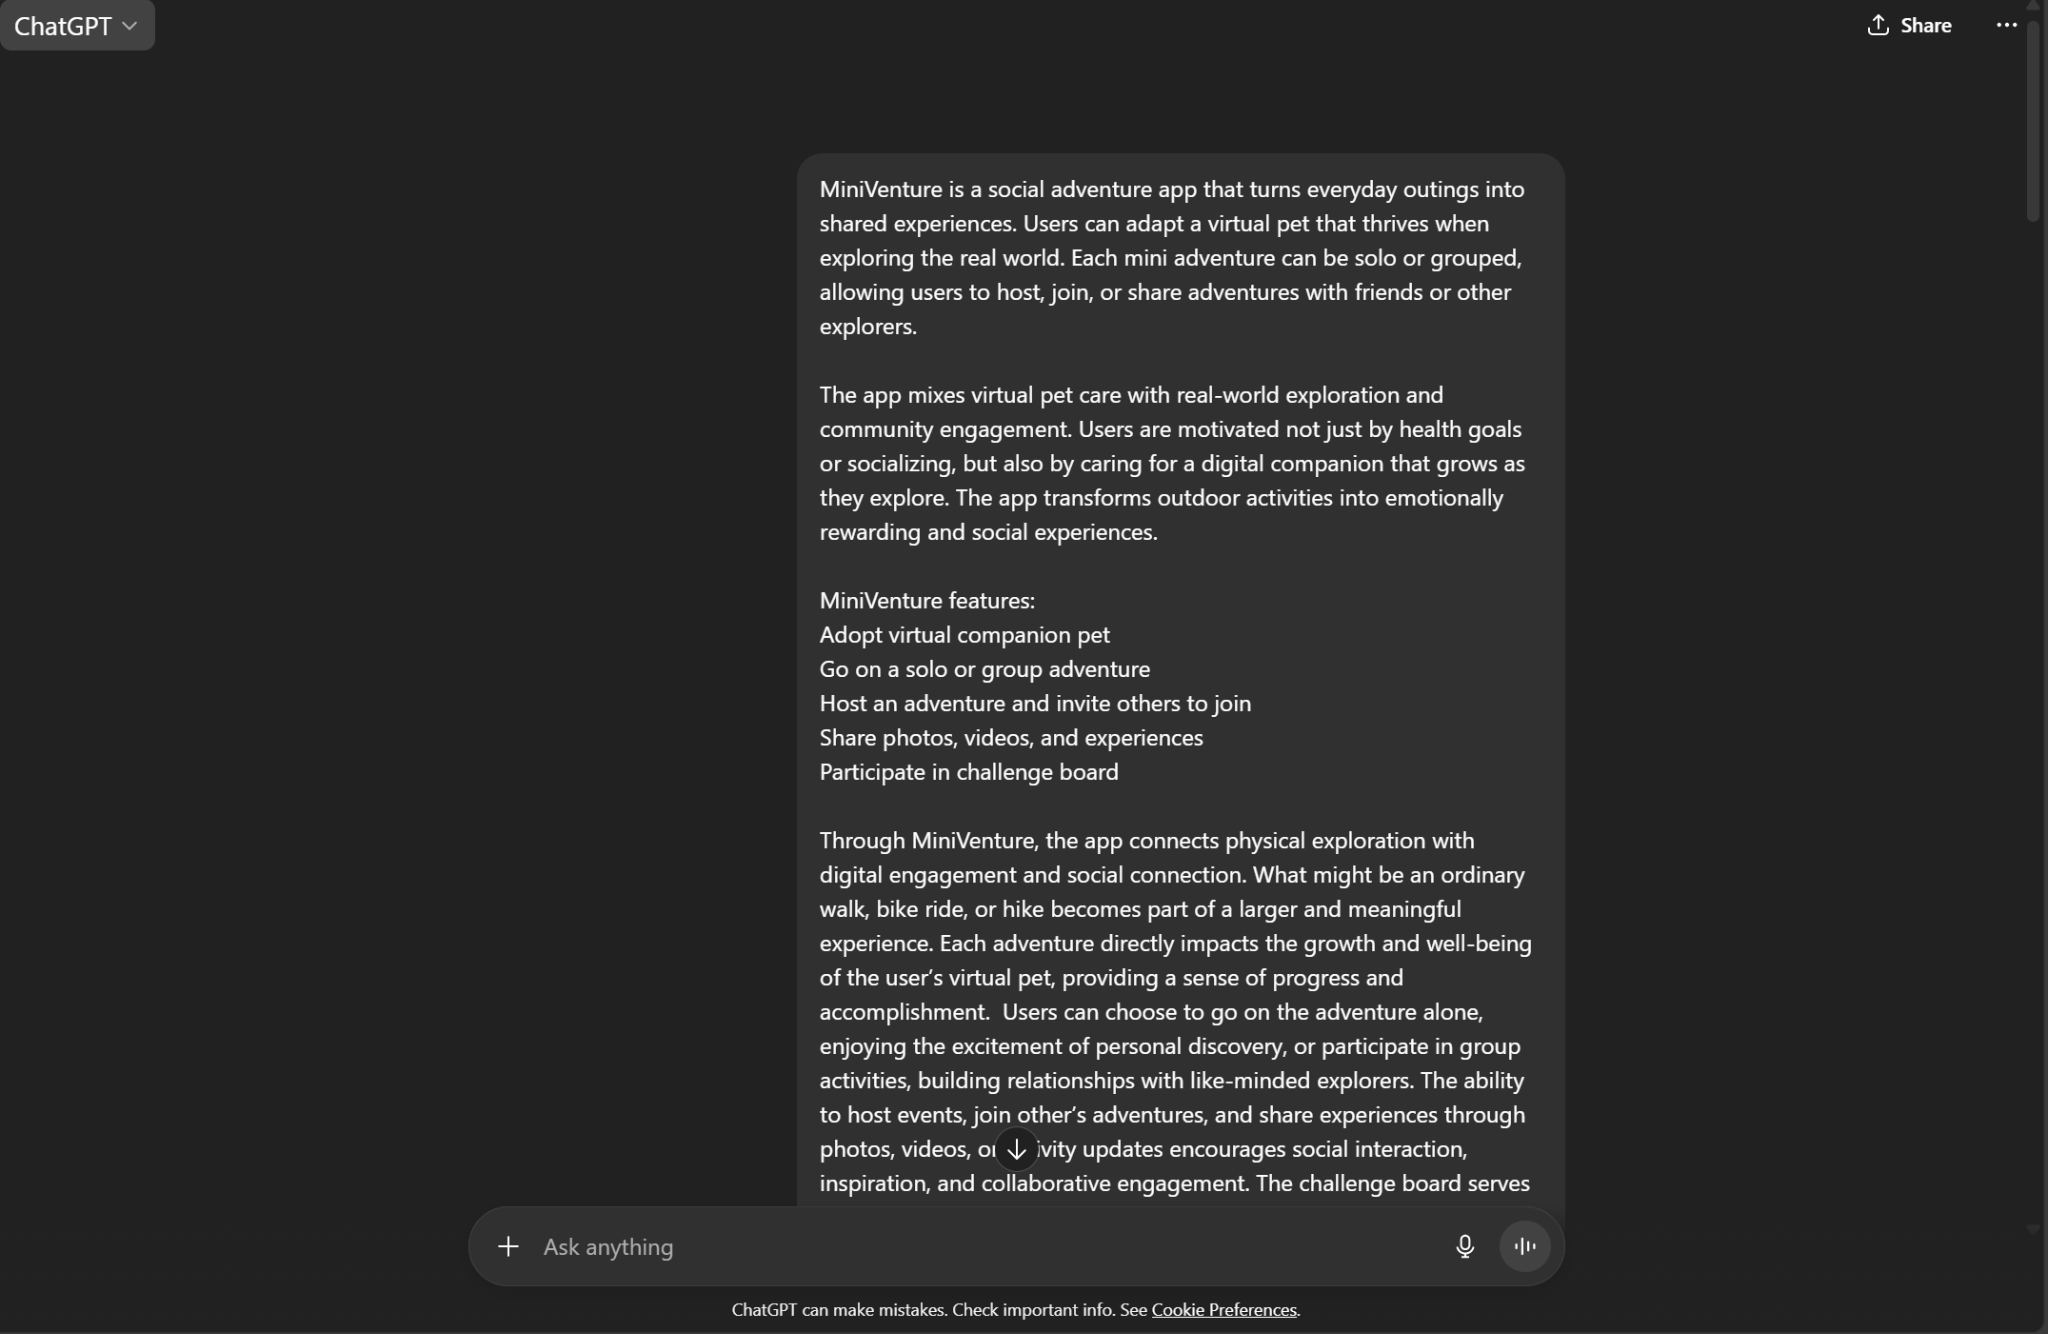 ChatGPT
Share
MiniVenture is a social adventure app that turns everyday outings into
shared experiences. Users can adapt a virtual pet that thrives when
exploring the real world. Each mini adventure can be solo or grouped,
allowing users to host, join, or share adventures with friends or other
explorers.
The app mixes virtual pet care with real-world exploration and
community engagement. Users are motivated not just by health goals
or socializing, but also by caring for a digital companion that grows as
they explore. The app transforms outdoor activities into emotionally
rewarding and social experiences.
MiniVenture features:
Adopt virtual companion pet
Go on a solo or group adventure
Host an adventure and invite others to join
Share photos, videos, and experiences
Participate in challenge board
Through MiniVenture, the app connects physical exploration with
digital engagement and social connection. What might be an ordinary
walk, bike ride, or hike becomes part of a larger and meaningful
experience. Each adventure directly impacts the growth and well-being
of the user’s virtual pet, providing a sense of progress and
accomplishment.  Users can choose to go on the adventure alone,
enjoying the excitement of personal discovery, or participate in group
activities, building relationships with like-minded explorers. The ability
to host events, join other’s adventures, and share experiences through
photos, videos, updates encourages social interaction,
inspiration, and collaborative engagement. The challenge board serves
Ask anything
ChatGPT can make mistakes. Check important info. See Cookie Preferences.